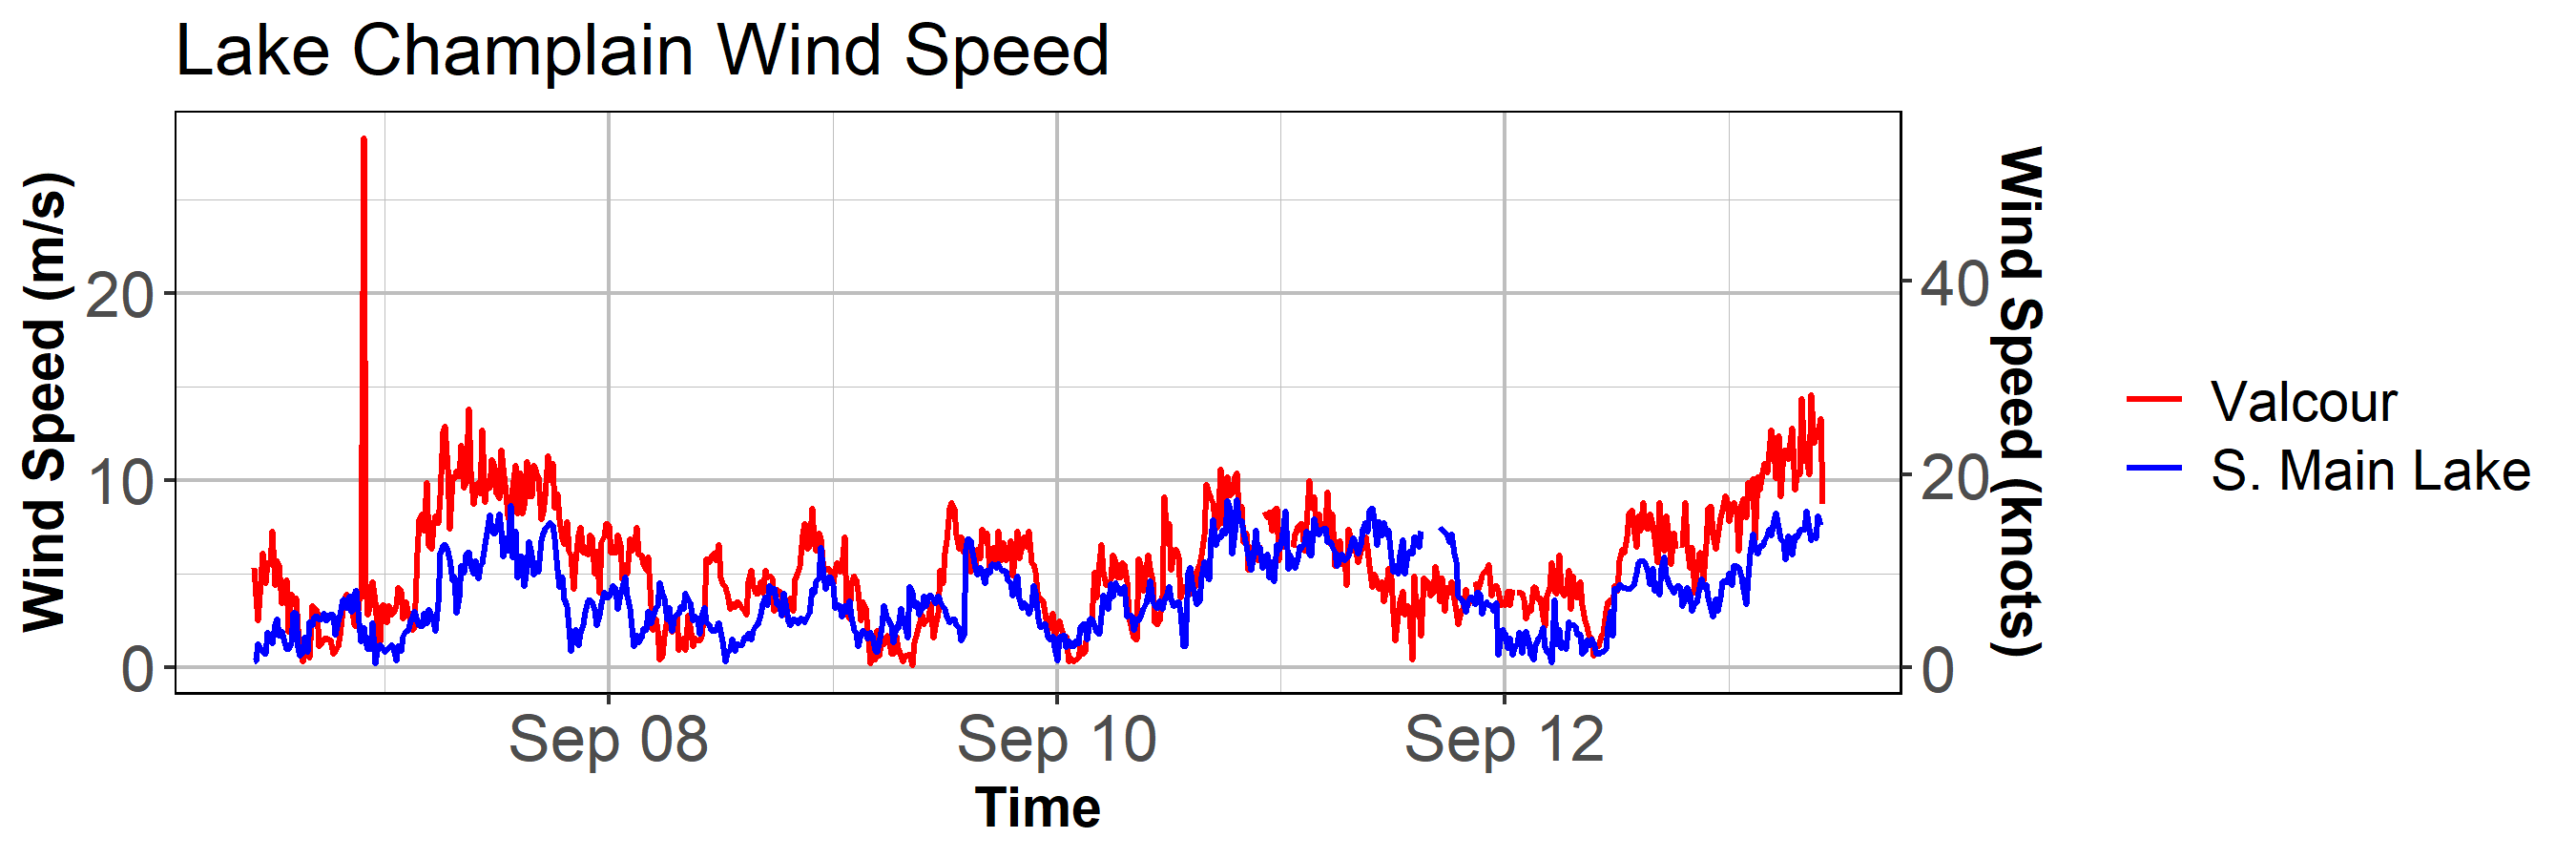 Lake Champlain Wind Speed
Wind Speed (m/s)
20
10
0
40
20
0
Wind Speed (knots)
Valcour
S. Main Lake
Sep 08
Sep 10
Sep 12
Time